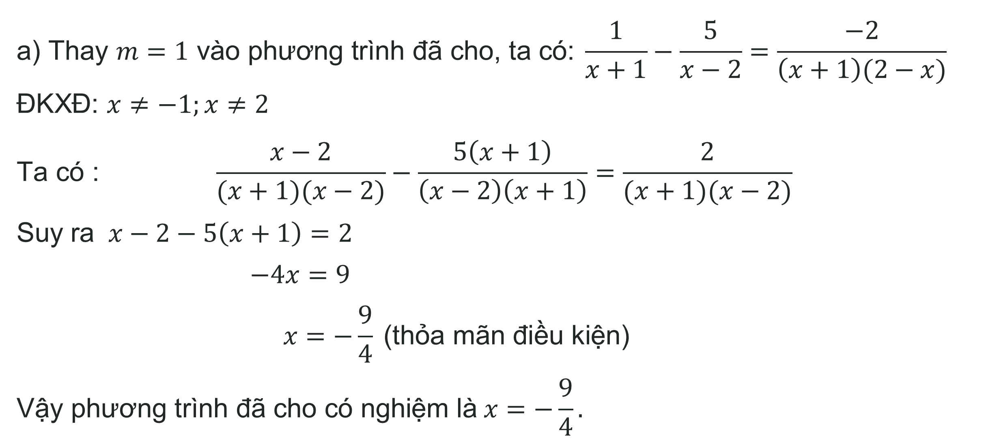 a) Thay m = 1 vào phương trình đã cho, ta có: \frac{1}{x + 1} − \frac{5}{x − 2} = \frac{−2}{(x + 1)(2 − x)}
ĐKXĐ: x ≠ −1; x ≠ 2
Ta có : \frac{x − 2}{(x + 1)(x − 2)} − \frac{5(x + 1)}{(x − 2)(x + 1)} = \frac{2}{(x + 1)(x − 2)}
Suy ra x − 2 − 5(x + 1) = 2
−4x = 9
x = −\frac{9}{4} (thỏa mãn điều kiện)
Vậy phương trình đã cho có nghiệm là x = −\frac{9}{4}.